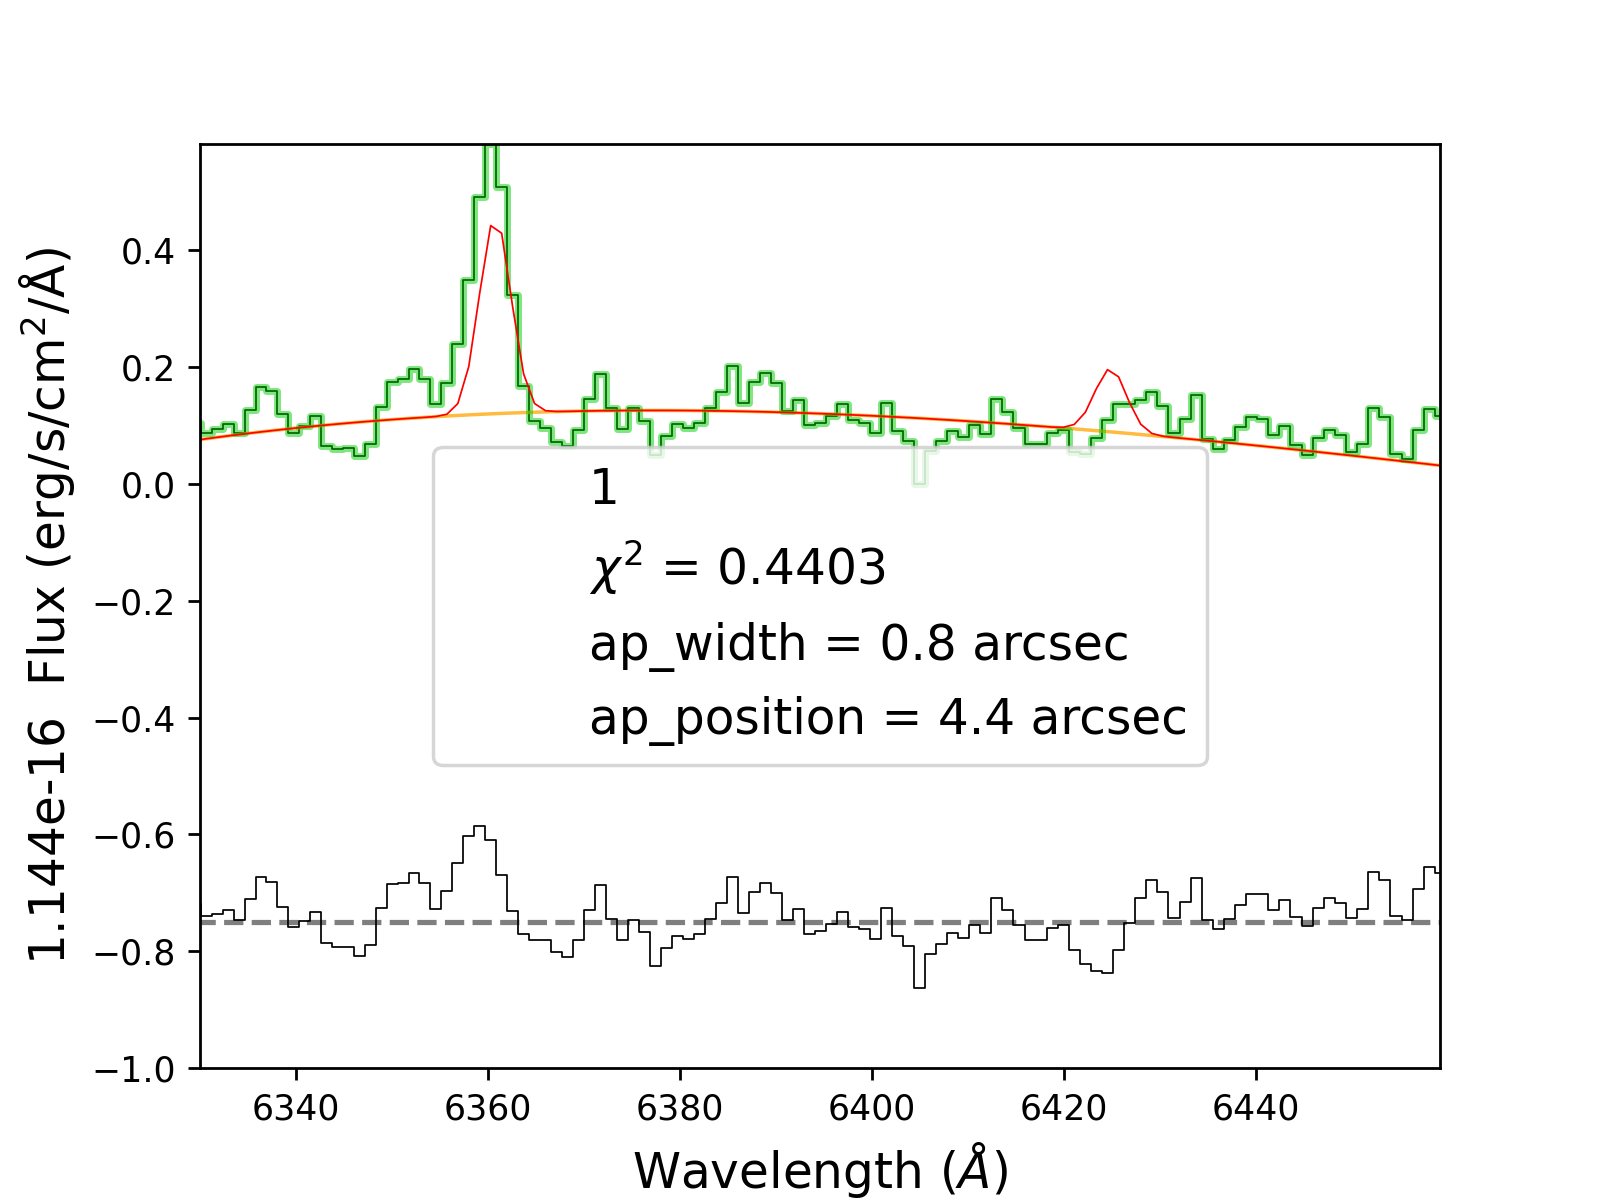 1.144e-16 Flux (erg/s/cm²/Å)
0.4
0.2
0.0
−0.2
−0.4
−0.6
−0.8
−1.0
1
χ² = 0.4403
ap_width = 0.8 arcsec
ap_position = 4.4 arcsec
6340 6360 6380 6400 6420 6440
Wavelength (Å)